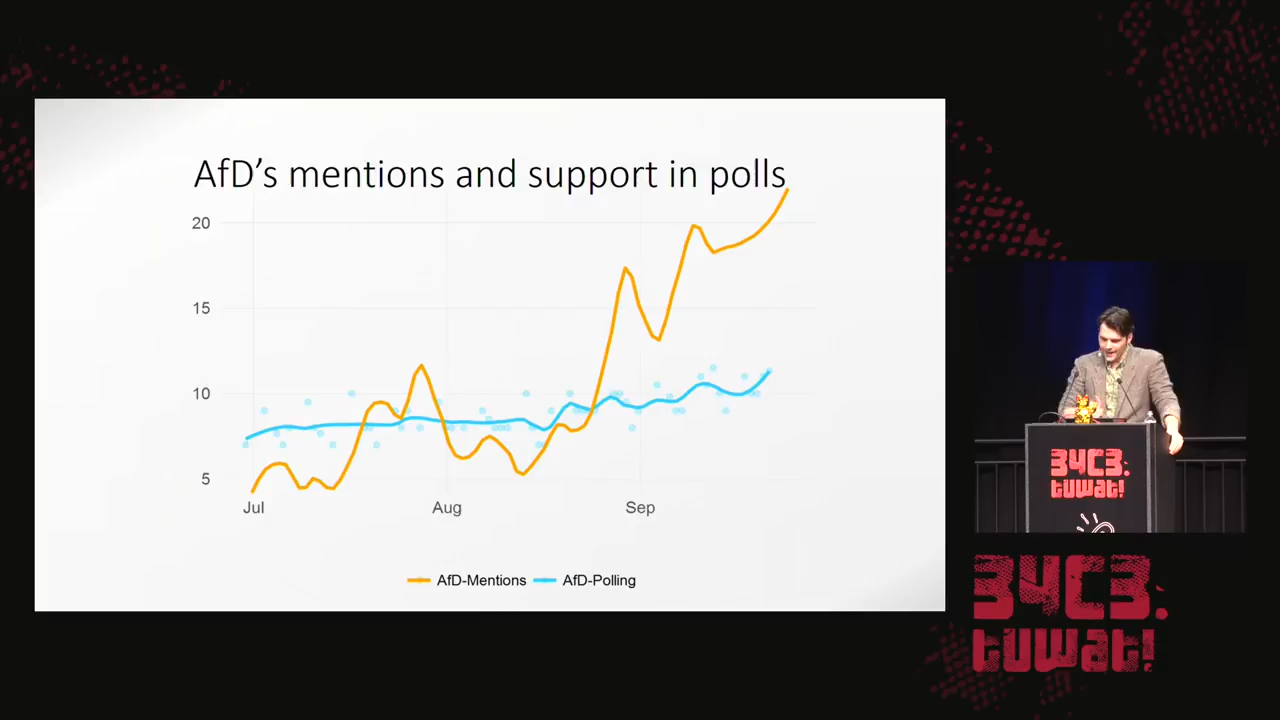 AfD’s mentions and support in polls
20
15
10
5
Jul Aug Sep
AfD-Mentions AfD-Polling
34C3.
tuwat!
34C3.
tuwat!